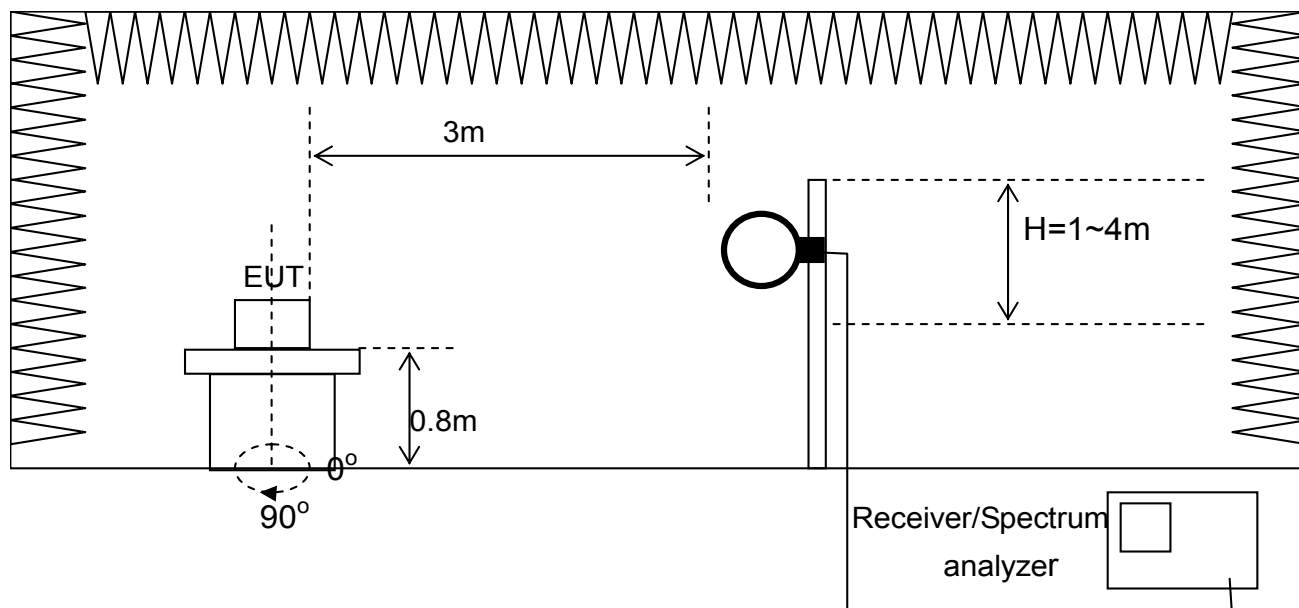 3m
H=1~4m
EUT
0.8m
0°
90°
Receiver/Spectrum
analyzer